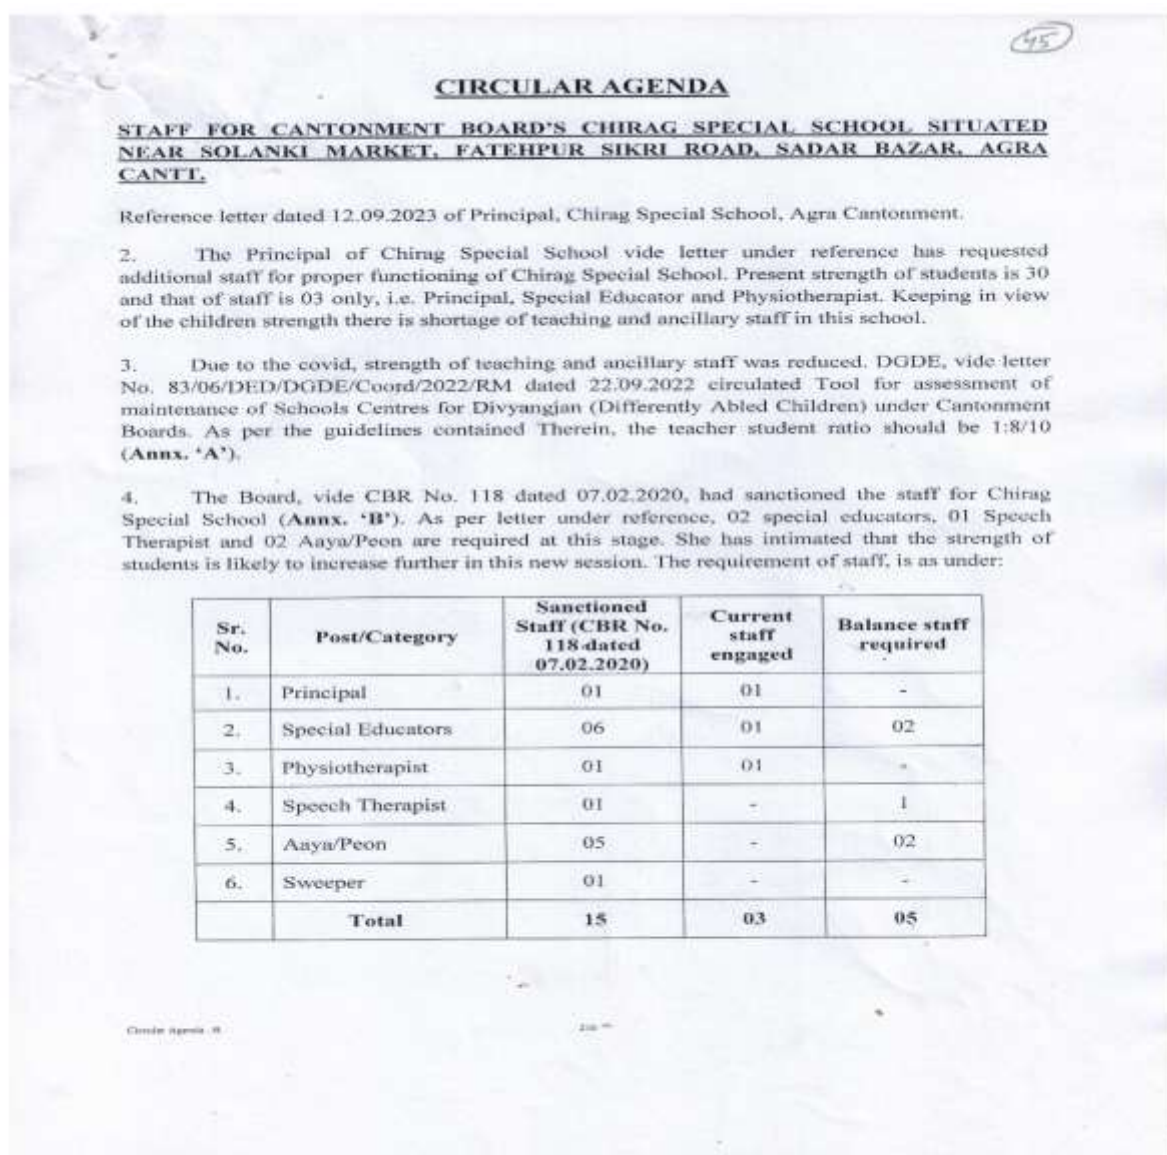 45
CIRCULAR AGENDA
STAFF FOR CANTONMENT BOARD'S CHIRAG SPECIAL SCHOOL SITUATED
NEAR SOLANKI MARKET, FATEHPUR SIKRI ROAD, SADAR BAZAR, AGRA
CANTT.
Reference letter dated 12.09.2023 of Principal, Chirag Special School, Agra Cantonment.
2. The Principal of Chirag Special School vide letter under reference has requested
additional staff for proper functioning of Chirag Special School. Present strength of students is 30
and that of staff is 03 only, i.e. Principal, Special Educator and Physiotherapist. Keeping in view
of the children strength there is shortage of teaching and ancillary staff in this school.
3. Due to the covid, strength of teaching and ancillary staff was reduced. DGDE, vide letter
No. 83/06/DED/DGDE/Coord/2022/RM dated 22.09.2022 circulated Tool for assessment of
maintenance of Schools Centres for Divyangjan (Differently Abled Children) under Cantonment
Boards. As per the guidelines contained Therein, the teacher student ratio should be 1:8/10
(Annx. 'A').
4. The Board, vide CBR No. 118 dated 07.02.2020, had sanctioned the staff for Chirag
Special School (Annx. 'B'). As per letter under reference, 02 special educators, 01 Speech
Therapist and 02 Aaya/Peon are required at this stage. She has intimated that the strength of
students is likely to increase further in this new session. The requirement of staff, is as under:
Sr. No. Post/Category Sanctioned Staff (CBR No. 118 dated 07.02.2020) Current staff engaged Balance staff required
1. Principal 01 01 -
2. Special Educators 06 01 02
3. Physiotherapist 01 01 -
4. Speech Therapist 01 - 1
5. Aaya/Peon 05 - 02
6. Sweeper 01 - -
Total 15 03 05
Circular Agenda